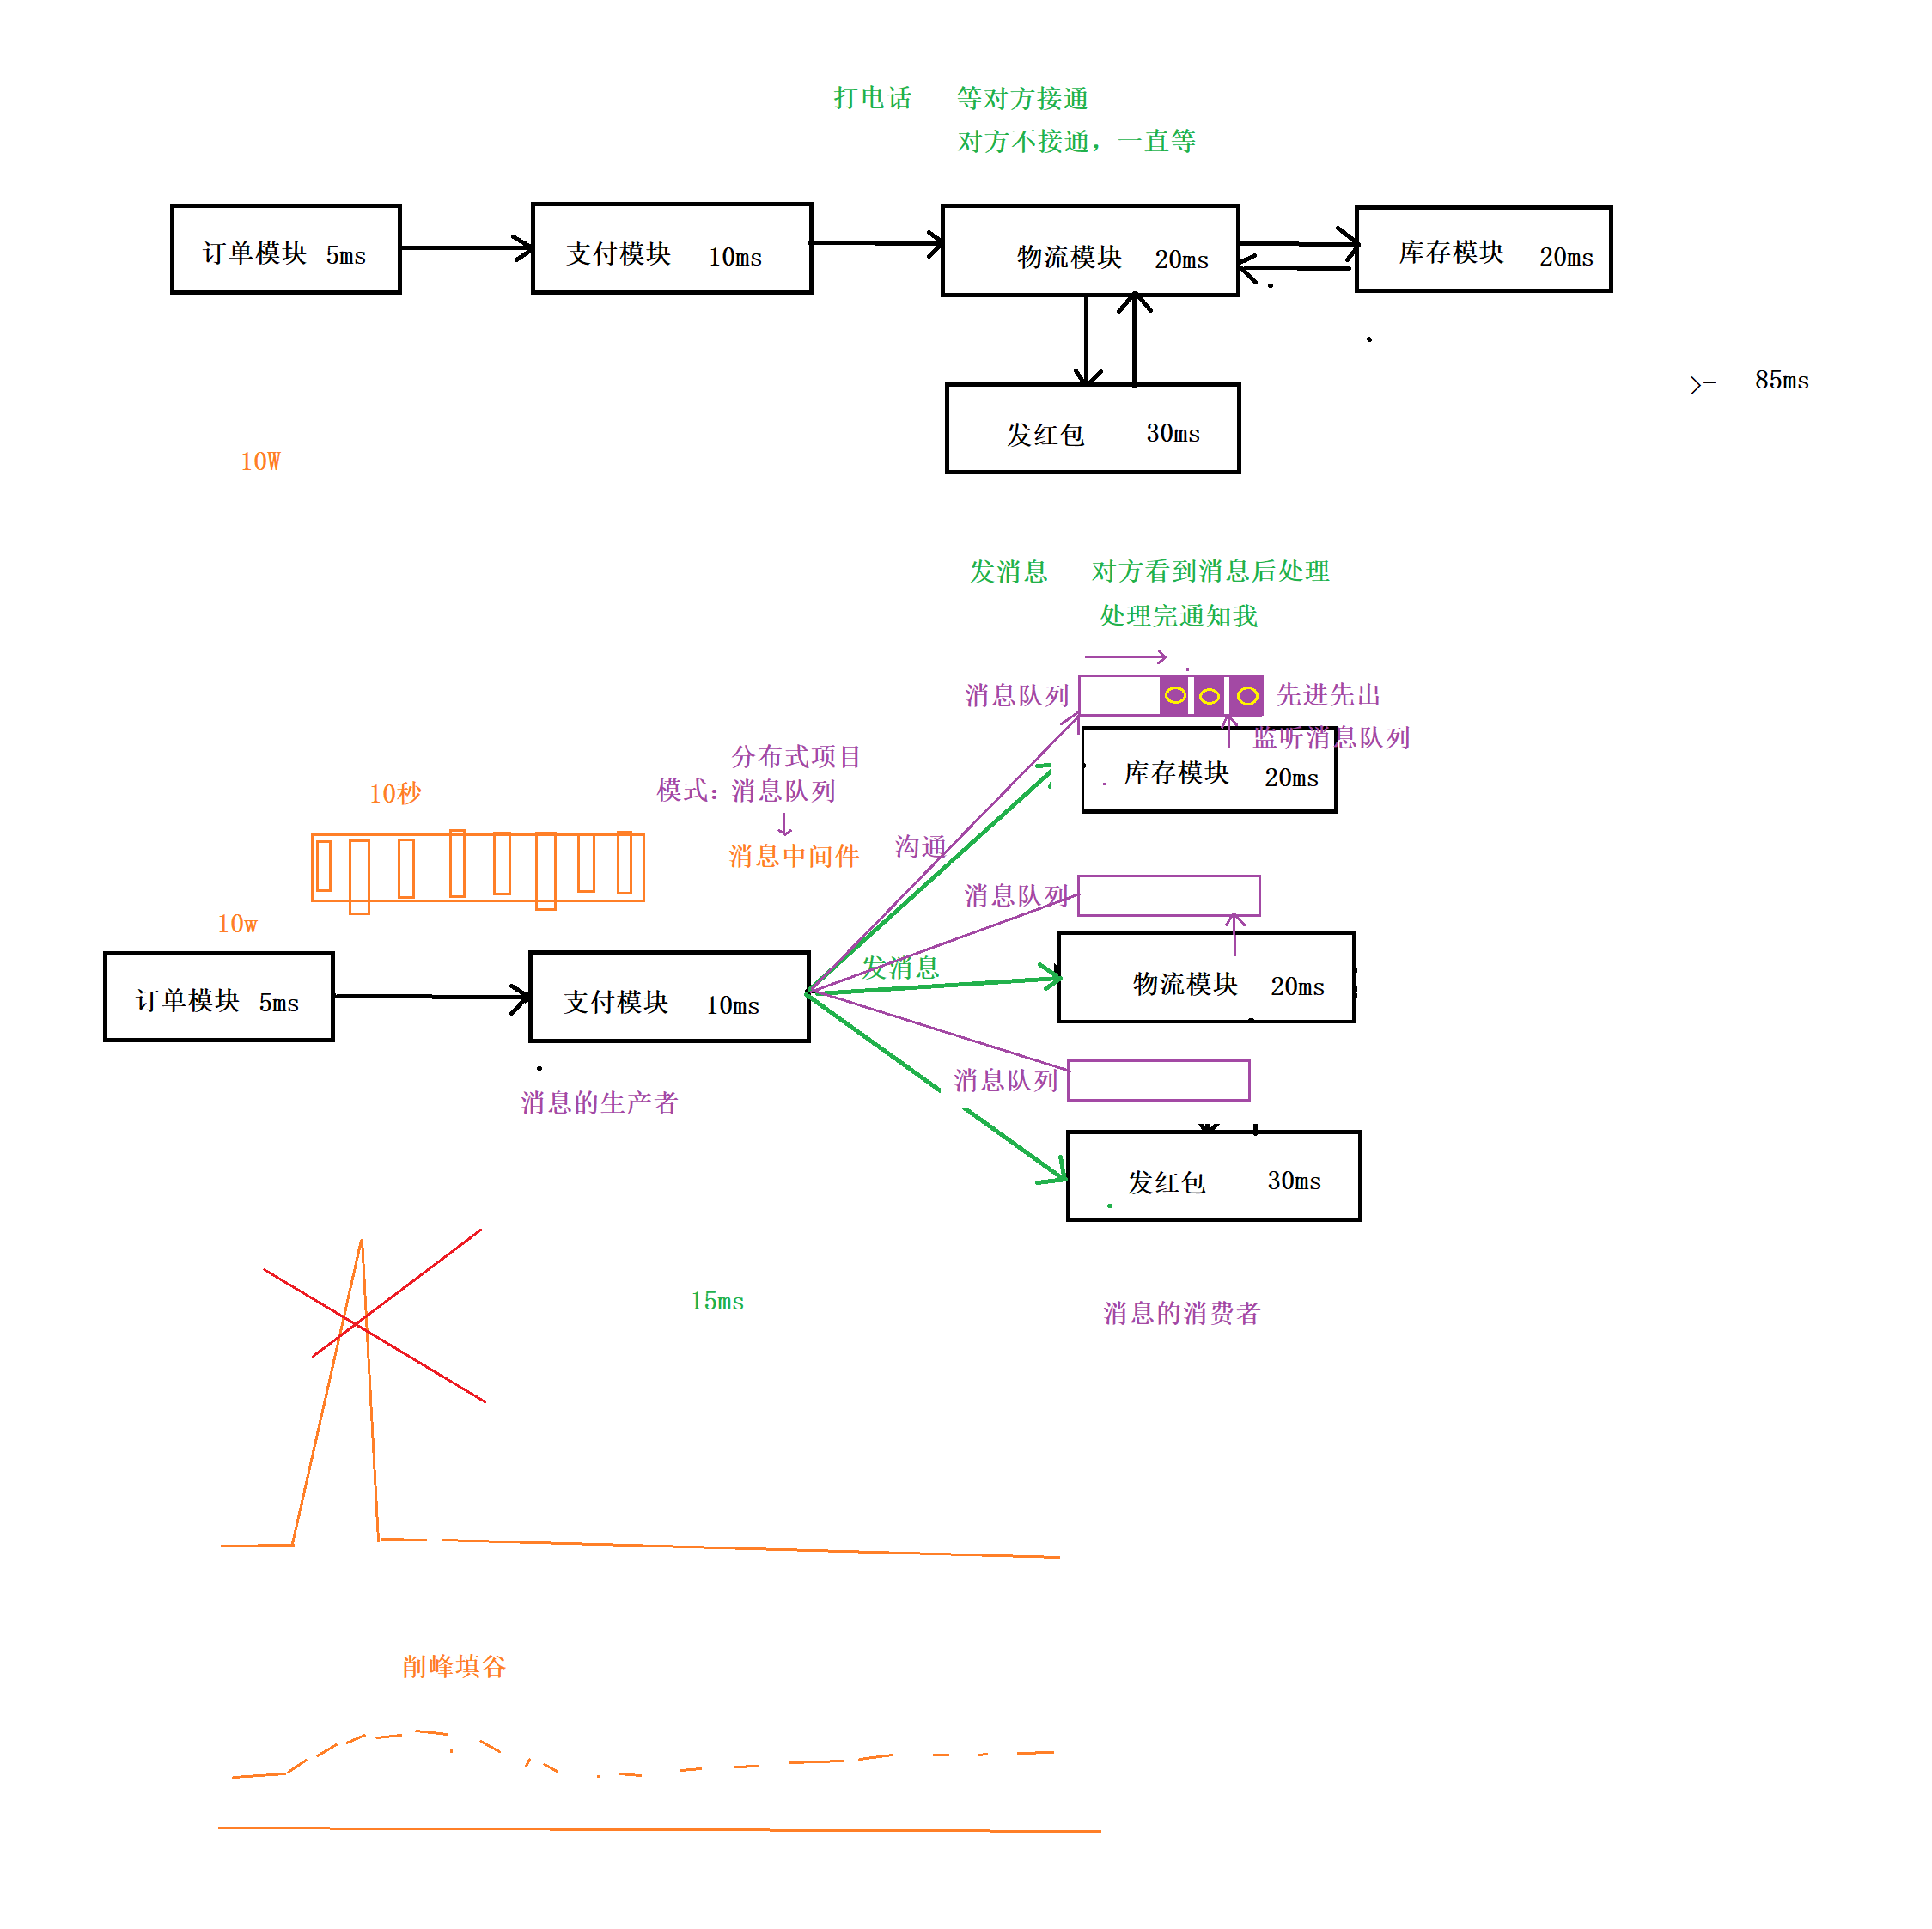 打电话 等对方接通
对方不接通，一直等
订单模块 5ms
支付模块 10ms
物流模块 20ms
库存模块 20ms
>= 85ms
发红包 30ms
10W
发消息 对方看到消息后处理
处理完通知我
消息队列
先进先出
监听消息队列
库存模块 20ms
分布式项目
模式：消息队列
消息中间件
10秒
沟通
消息队列
10w
发消息
物流模块 20ms
订单模块 5ms
支付模块 10ms
消息队列
消息的生产者
发红包 30ms
15ms
消息的消费者
削峰填谷